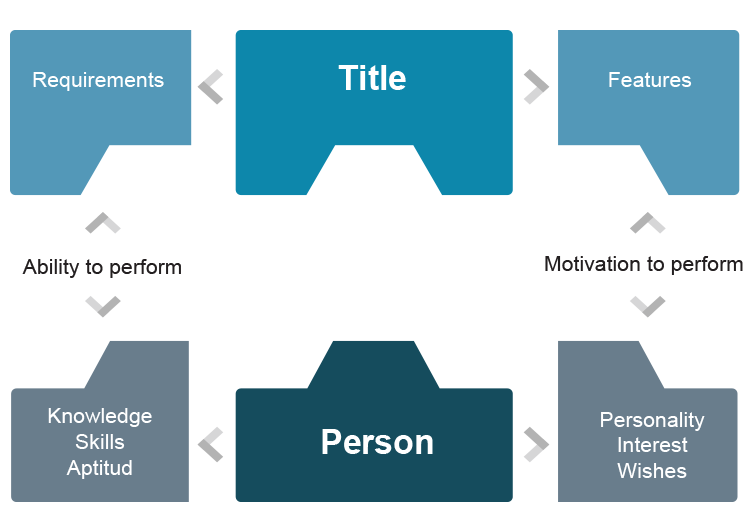 Requirements
Title
Features
Ability to perform
Motivation to perform
Knowledge
Skills
Aptitud
Person
Personality
Interest
Wishes